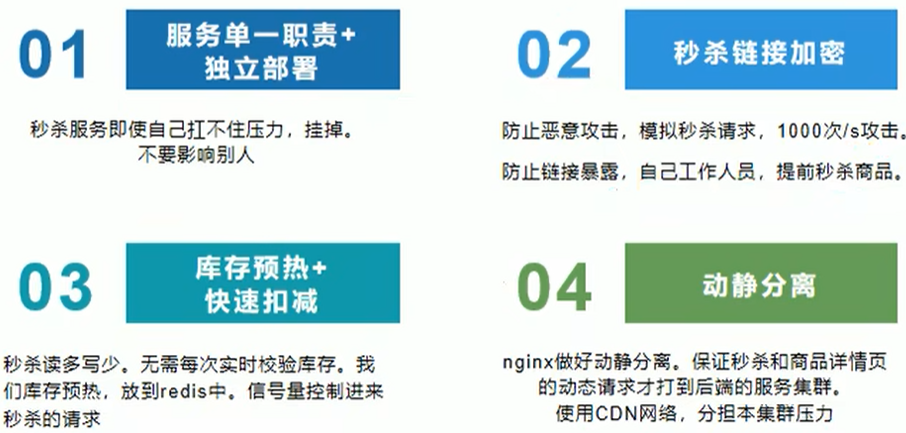 01
服务单一职责+
独立部署
秒杀服务即使自己扛不住压力，挂掉。
不要影响别人
02
秒杀链接加密
防止恶意攻击，模拟秒杀请求，1000次/s攻击。
防止链接暴露，自己工作人员，提前秒杀商品。
03
库存预热+
快速扣减
秒杀读多写少。无需每次实时校验库存。我
们库存预热，放到redis中。信号量控制进来
秒杀的请求
04
动静分离
nginx做好动静分离。保证秒杀和商品详情页
的动态请求才打到后端的服务集群。
使用CDN网络，分担本集群压力